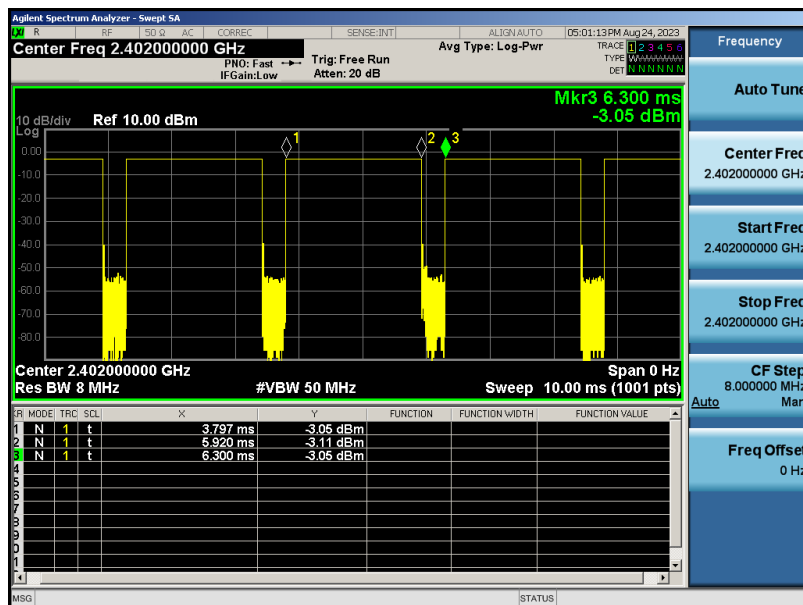 Agilent Spectrum Analyzer - Swept SA
LXI R RF 50 Ω AC CORREC SENSE:INT ALIGN AUTO 05:01:13 PM Aug 24, 2023
Center Freq 2.402000000 GHz
PNO: Fast
IFGain:Low
Trig: Free Run
Atten: 20 dB
Avg Type: Log-Pwr
TRACE 1 2 3 4 5 6
TYPE W
DET N N N N N N
Mkr3 6.300 ms
-3.05 dBm
10 dB/div
Log
Ref 10.00 dBm
1
2
3
0.00
-10.0
-20.0
-30.0
-40.0
-50.0
-60.0
-70.0
-80.0
Center 2.402000000 GHz Span 0 Hz
Res BW 8 MHz #VBW 50 MHz Sweep 10.00 ms (1001 pts)
KR MODE TRC SCL X Y FUNCTION FUNCTION WIDTH FUNCTION VALUE
1 N 1 t 3.797 ms -3.05 dBm
2 N 1 t 5.920 ms -3.11 dBm
3 N 1 t 6.300 ms -3.05 dBm
4
5
6
7
8
9
0
1
MSG STATUS
Frequency
Auto Tune
Center Freq
2.402000000 GHz
Start Freq
2.402000000 GHz
Stop Freq
2.402000000 GHz
CF Step
8.000000 MHz
Auto Man
Freq Offset
0 Hz